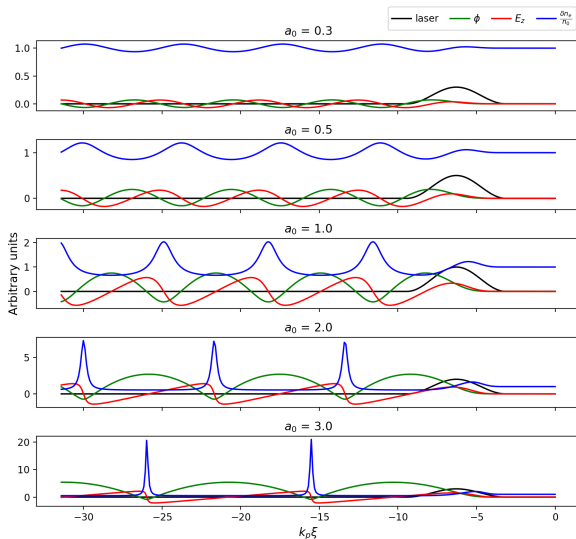 laser ϕ E_z δn_e/n_0
a_0 = 0.3
1.0
0.5
0.0
a_0 = 0.5
1
0
a_0 = 1.0
2
1
0
Arbitrary units
a_0 = 2.0
5
0
a_0 = 3.0
20
10
0
−30 −25 −20 −15 −10 −5 0
k_pξ